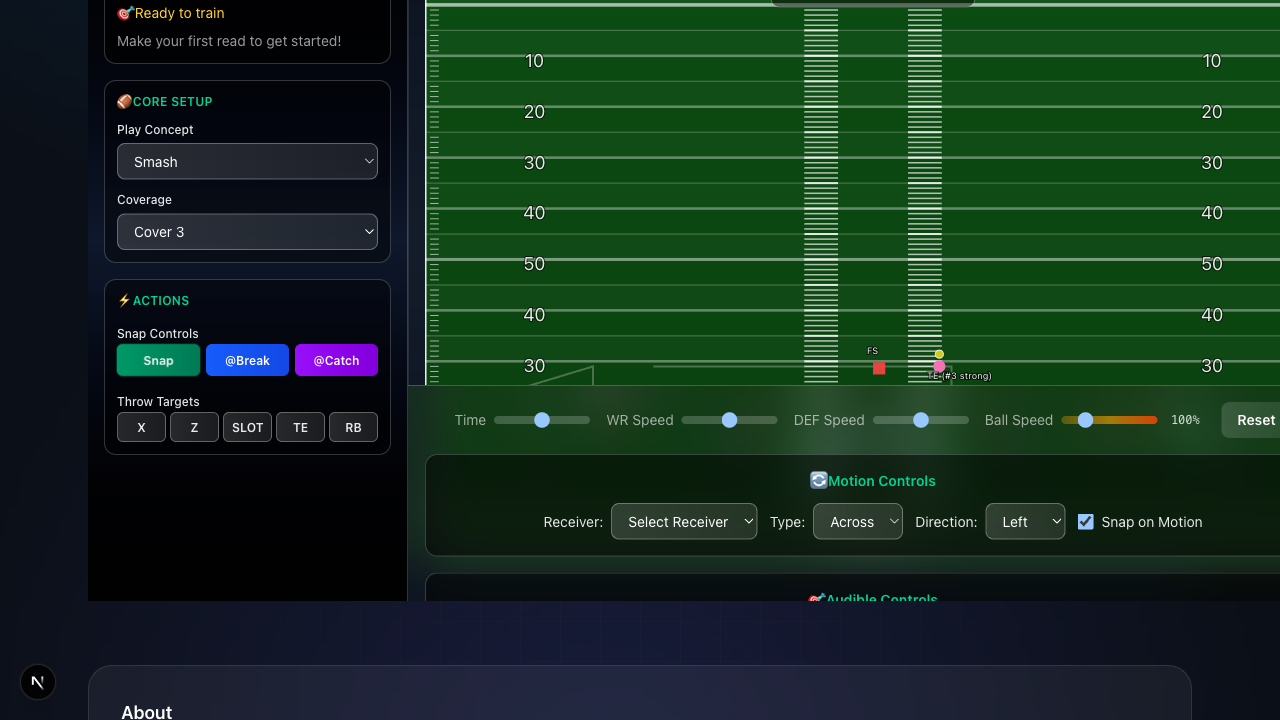 Ready to train
Make your first read to get started!
CORE SETUP
Play Concept
Smash
Coverage
Cover 3
ACTIONS
Snap Controls
Snap @Break @Catch
Throw Targets
X Z SLOT TE RB
10 10
20 20
30 30
40 40
50 50
40 40
30 30
FS
TE (#3 strong)
Time WR Speed DEF Speed Ball Speed 100% Reset
Motion Controls
Receiver: Select Receiver Type: Across Direction: Left Snap on Motion
Audible Controls
N
About